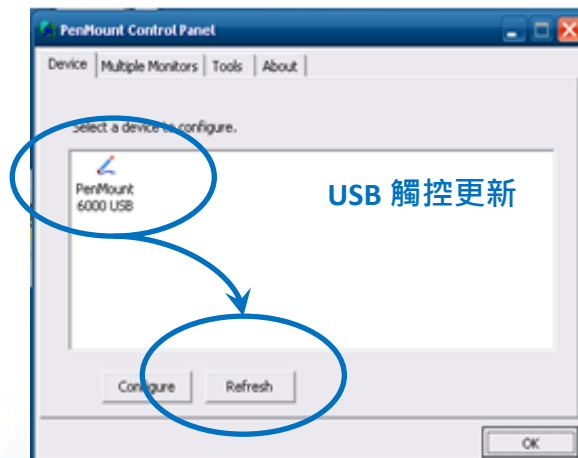 PenMount Control Panel
Device Multiple Monitors Tools About
Select a device to configure.
PenMount
6000 USB
USB 觸控更新
Configure Refresh
OK